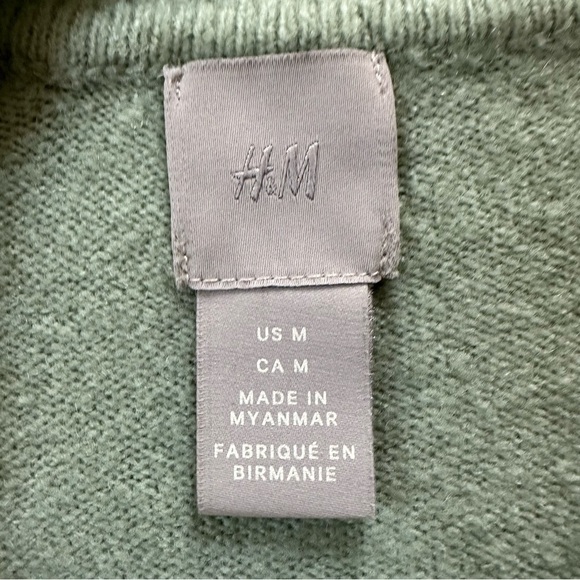 H&M
US M
CA M
MADE IN
MYANMAR
FABRIQUÉ EN
BIRMANIE